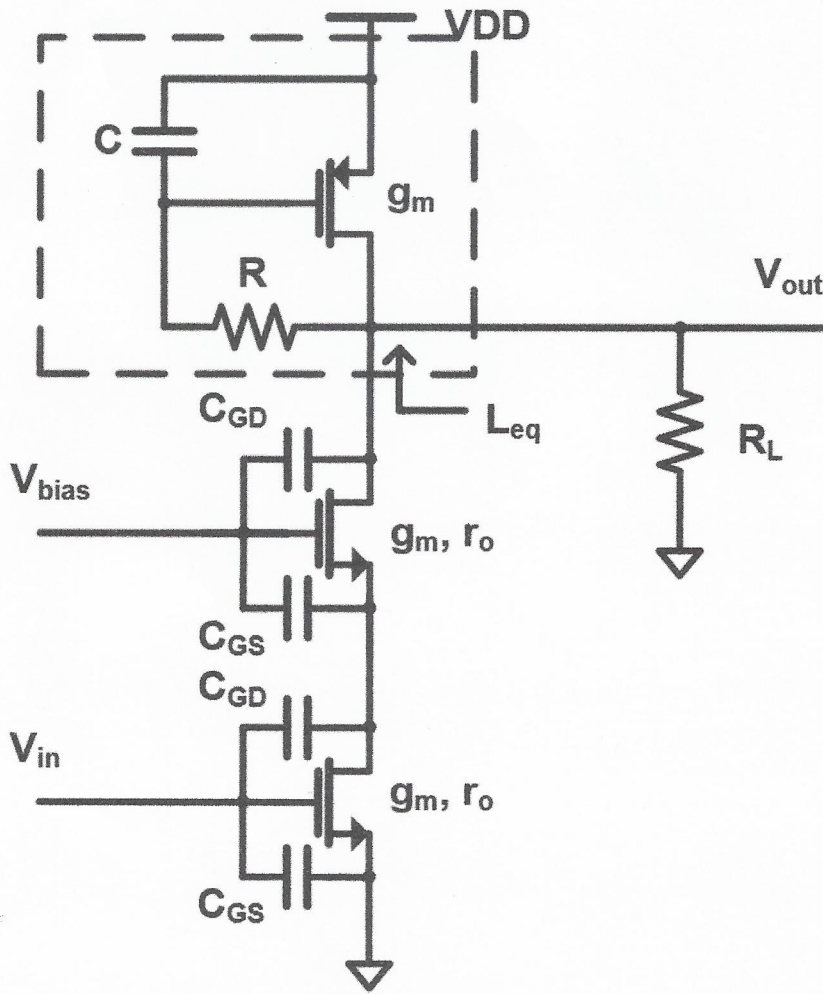 VDD
C
gm
R
Vout
CGD
Leq
RL
Vbias
gm, ro
CGS
CGD
Vin
gm, ro
CGS